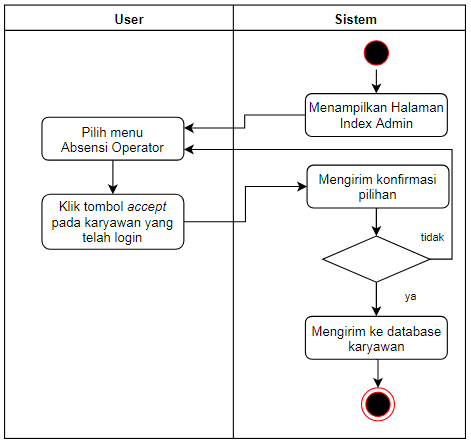 User
Sistem
Menampilkan Halaman
Index Admin
Pilih menu
Absensi Operator
Klik tombol accept
pada karyawan yang
telah login
Mengirim konfirmasi
pilihan
tidak
ya
Mengirim ke database
karyawan